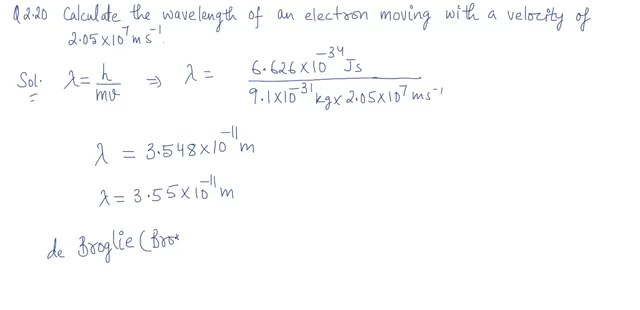 Q 2.20 Calculate the wavelength of an electron moving with a velocity of
2.05×10⁷ m s⁻¹.
Sol. λ = h/mv ⇒ λ = 6.626×10⁻³⁴ Js / 9.1×10⁻³¹ kg × 2.05×10⁷ ms⁻¹
λ = 3.548×10⁻¹¹ m
λ = 3.55×10⁻¹¹ m
de Broglie (Bro